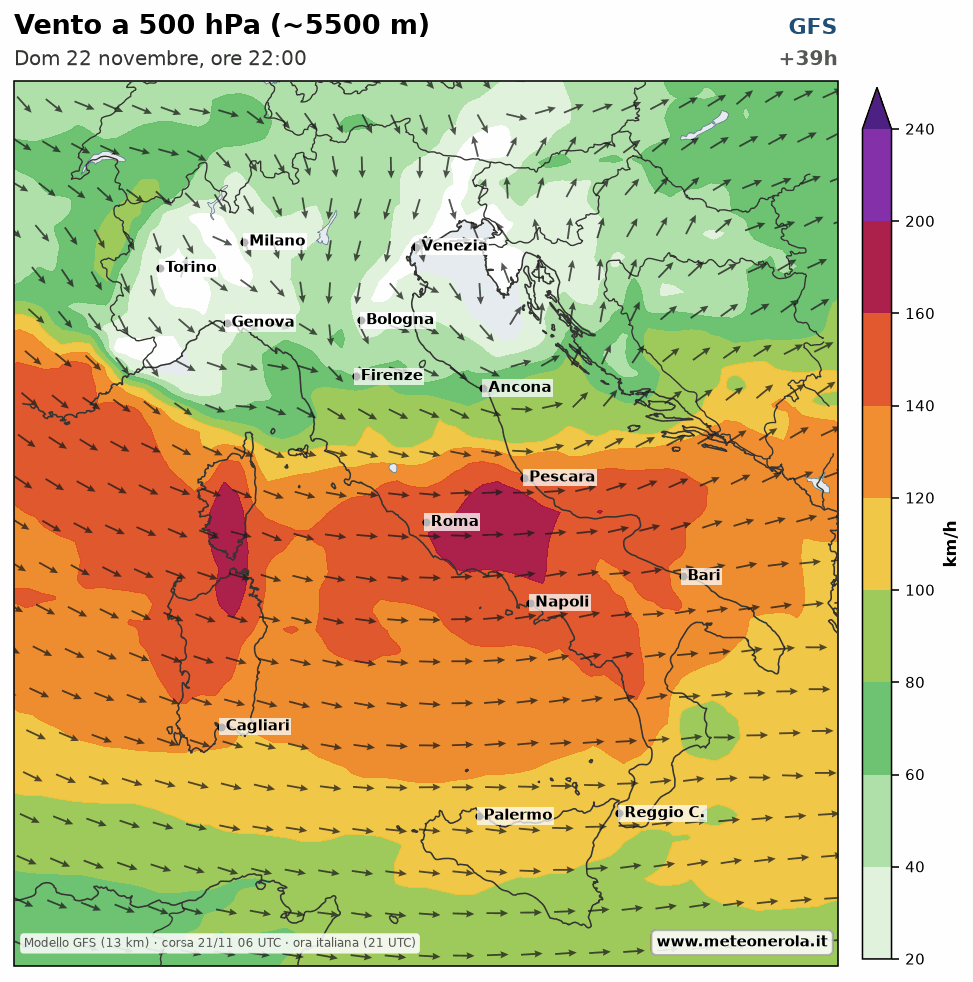 Vento a 500 hPa (~5500 m)
GFS
Dom 22 novembre, ore 22:00
+39h
240
200
160
140
120
100
80
60
40
20
km/h
Milano
Venezia
Torino
Genova
Bologna
Firenze
Ancona
Pescara
Roma
Bari
Napoli
Cagliari
Palermo
Reggio C.
Modello GFS (13 km) · corsa 21/11 06 UTC · ora italiana (21 UTC)
www.meteonerola.it